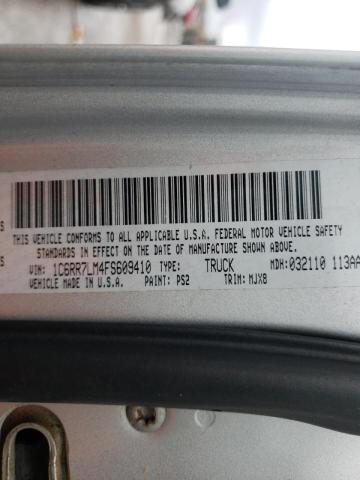 THIS VEHICLE CONFORMS TO ALL APPLICABLE U.S.A. FEDERAL MOTOR VEHICLE SAFETY
STANDARDS IN EFFECT ON THE DATE OF MANUFACTURE SHOWN ABOVE.
VIN: 1C6RR7LM4FS609410 TYPE: TRUCK MDH: 032110 113AA
VEHICLE MADE IN U.S.A. PAINT: PS2 TRIM: MJX8